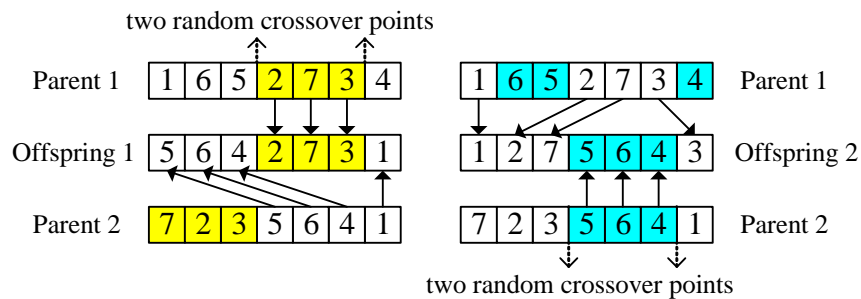 two random crossover points
Parent 1 1 6 5 2 7 3 4
1 6 5 2 7 3 4 Parent 1
Offspring 1 5 6 4 2 7 3 1
1 2 7 5 6 4 3 Offspring 2
Parent 2 7 2 3 5 6 4 1
7 2 3 5 6 4 1 Parent 2
two random crossover points